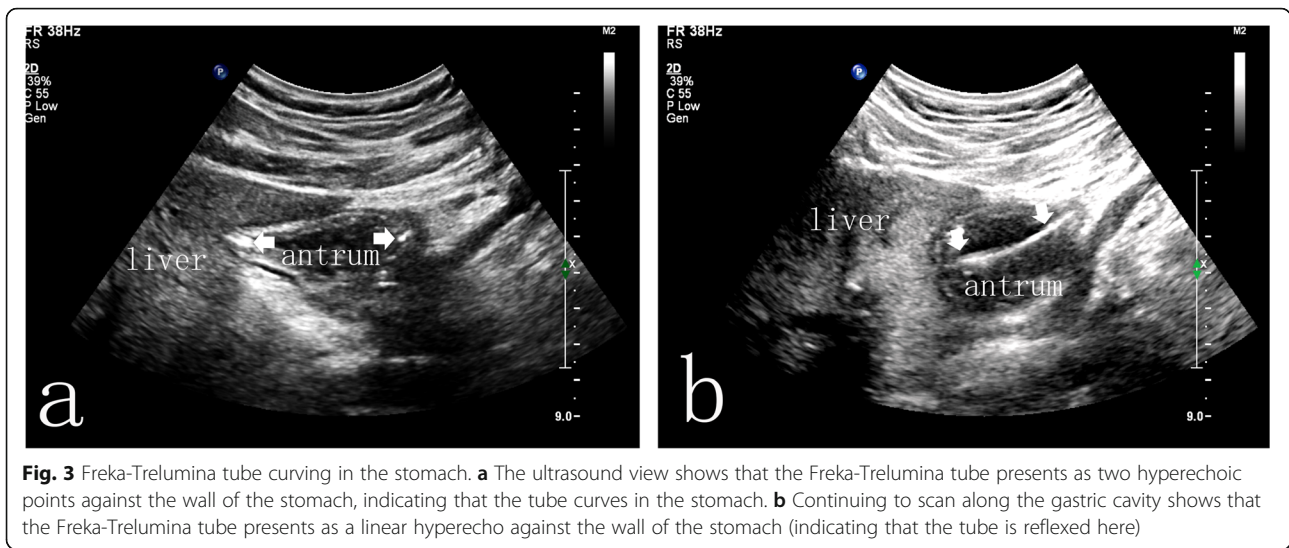 FR 38Hz
RS
2D
39%
C 55
P Low
Gen
P
M2
liver
antrum
x
9.0
a
FR 38Hz
RS
2D
39%
C 55
P Low
Gen
P
M2
liver
antrum
x
9.0
b
Fig. 3 Freka-Trelumina tube curving in the stomach. a The ultrasound view shows that the Freka-Trelumina tube presents as two hyperechoic
points against the wall of the stomach, indicating that the tube curves in the stomach. b Continuing to scan along the gastric cavity shows that
the Freka-Trelumina tube presents as a linear hyperecho against the wall of the stomach (indicating that the tube is reflexed here)